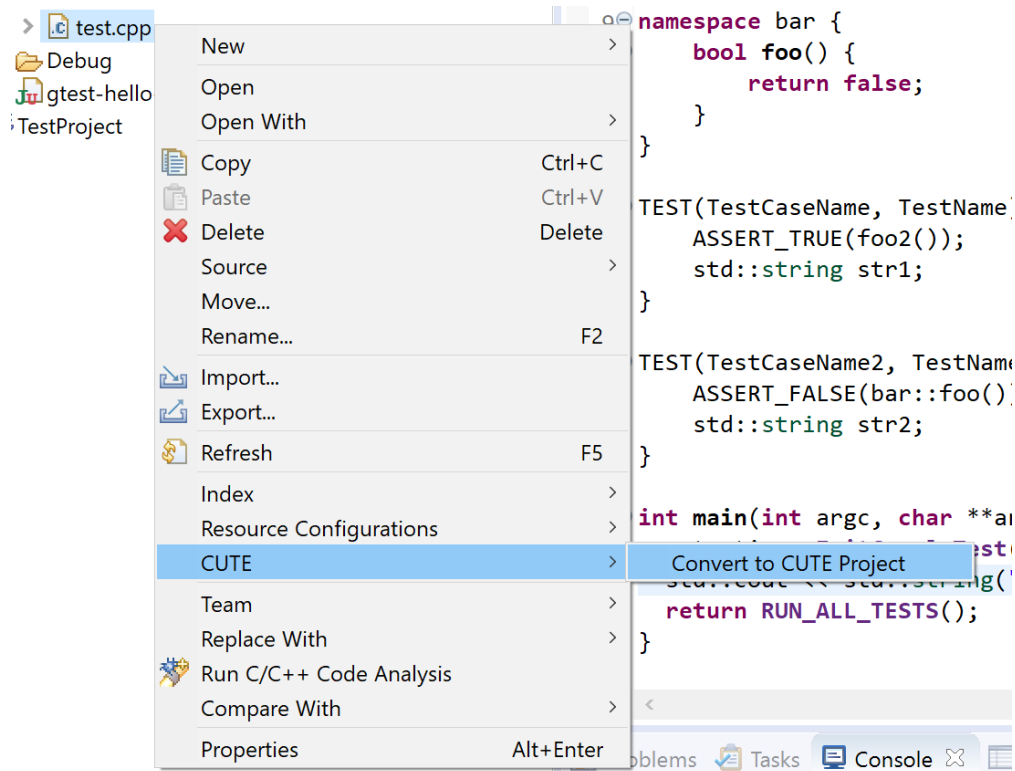 test.cpp
Debug
gtest-hello
TestProject
New
Open
Open With
Copy Ctrl+C
Paste Ctrl+V
Delete Delete
Source
Move...
Rename... F2
Import...
Export...
Refresh F5
Index
Resource Configurations
CUTE
Convert to CUTE Project
Team
Replace With
Run C/C++ Code Analysis
Compare With
Properties Alt+Enter
namespace bar {
bool foo() {
return false;
}
}
TEST(TestCaseName, TestName)
ASSERT_TRUE(foo2());
std::string str1;
}
TEST(TestCaseName2, TestName
ASSERT_FALSE(bar::foo())
std::string str2;
}
int main(int argc, char **ar
std::cout << std::string("
return RUN_ALL_TESTS();
}
Tasks
Console